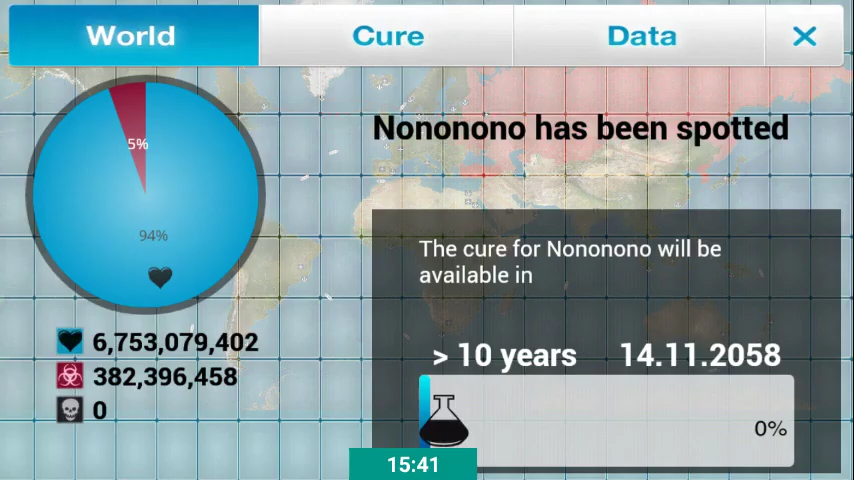 World
Cure
Data
Nononono has been spotted
5%
94%
The cure for Nononono will be
available in
> 10 years 14.11.2058
0%
6,753,079,402
382,396,458
0
15:41